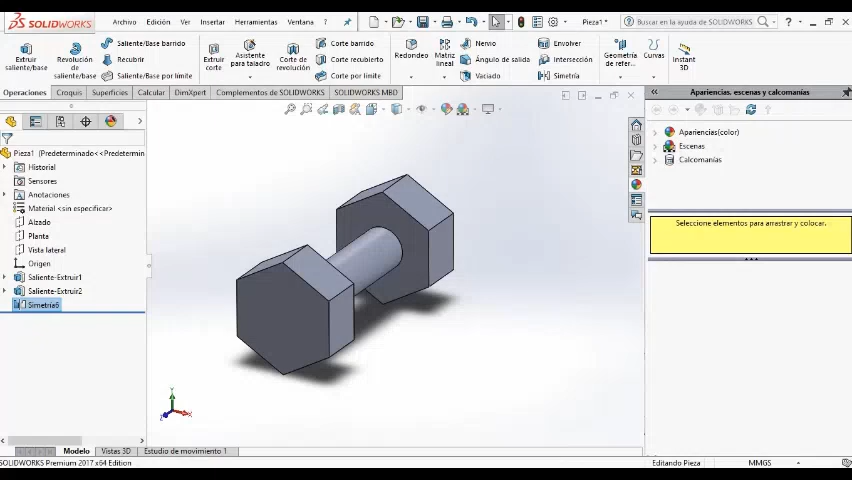 SOLIDWORKS
Archivo Edición Ver Insertar Herramientas Ventana ?
Pieza1 *
Buscar en la ayuda de SOLIDWORKS
Extruir saliente/base
Revolución de saliente/base
Saliente/Base barrido
Recubrir
Saliente/Base por límite
Extruir corte
Asistente para taladro
Corte de revolución
Corte barrido
Corte recubierto
Corte por límite
Redondeo
Matriz lineal
Nervio
Ángulo de salida
Vaciado
Envolver
Intersección
Simetría
Geometría de refer...
Curvas
Instant 3D
Operaciones Croquis Superficies Calcular DimXpert Complementos de SOLIDWORKS SOLIDWORKS MBD
Apariencias, escenas y calcomanías
Pieza1 (Predeterminado<<Predetermin
Historial
Sensores
Anotaciones
Material <sin especificar>
Alzado
Planta
Vista lateral
Origen
Saliente-Extruir1
Saliente-Extruir2
Simetría6
Apariencias(color)
Escenas
Calcomanías
Seleccione elementos para arrastrar y colocar.
Y
X
Z
Modelo Vistas 3D Estudio de movimiento 1
SOLIDWORKS Premium 2017 x64 Edition
Editando Pieza
MMGS